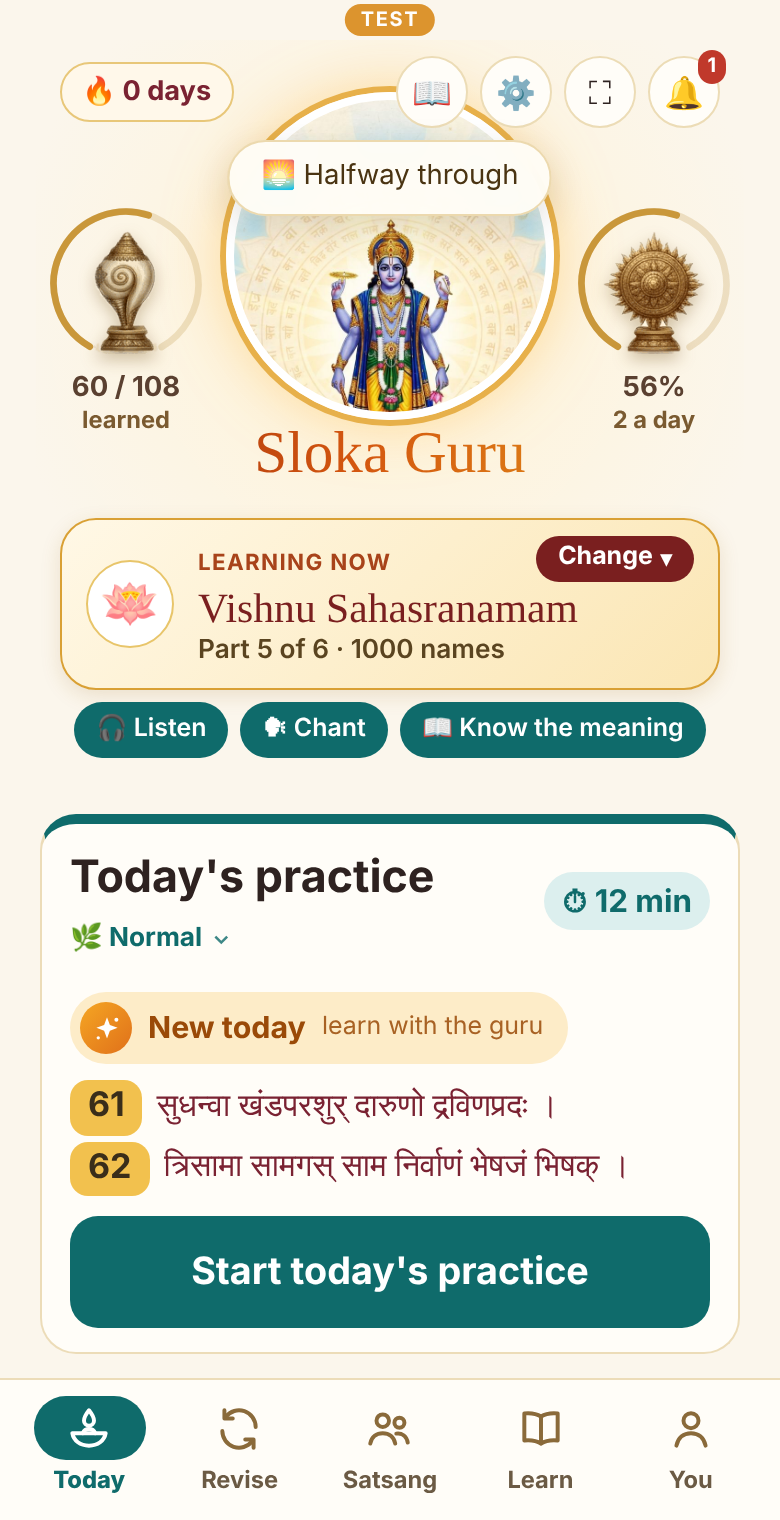 TEST
0 days
1
Halfway through
60 / 108
learned
56%
2 a day
Sloka Guru
LEARNING NOW
Change ▾
Vishnu Sahasranamam
Part 5 of 6 · 1000 names
Listen
Chant
Know the meaning
Today's practice
12 min
Normal
New today learn with the guru
61 सुधन्वा खंडपरशुर् दारुणो द्रविणप्रदः ।
62 त्रिसामा सामगस् साम निर्वाणं भेषजं भिषक् ।
Start today's practice
Today
Revise
Satsang
Learn
You